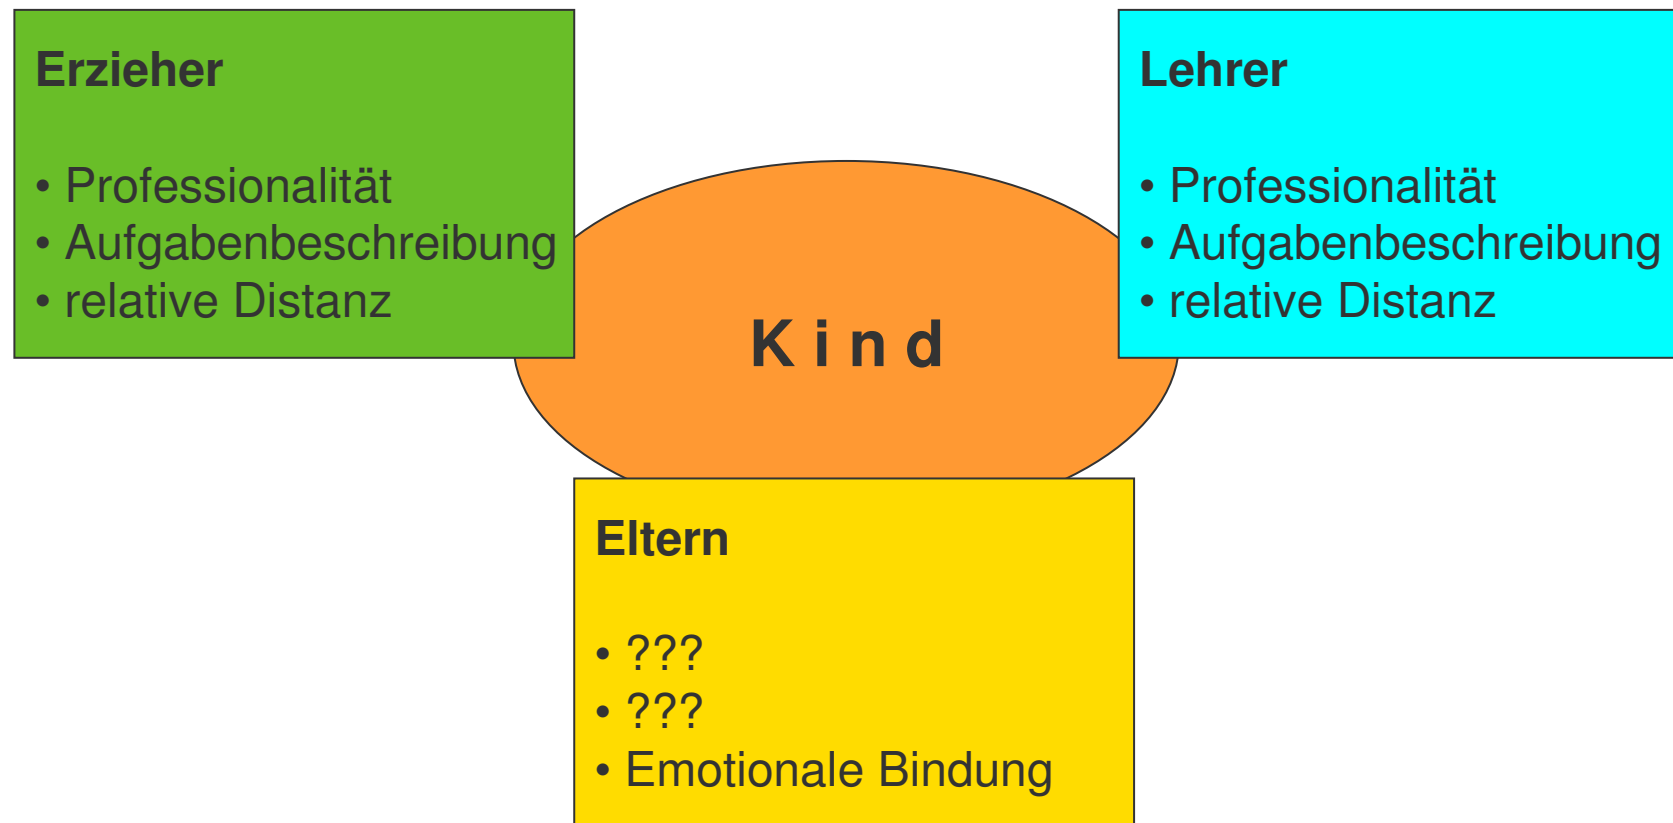 Erzieher
• Professionalität
• Aufgabenbeschreibung
• relative Distanz
Lehrer
• Professionalität
• Aufgabenbeschreibung
• relative Distanz
K i n d
Eltern
• ???
• ???
• Emotionale Bindung